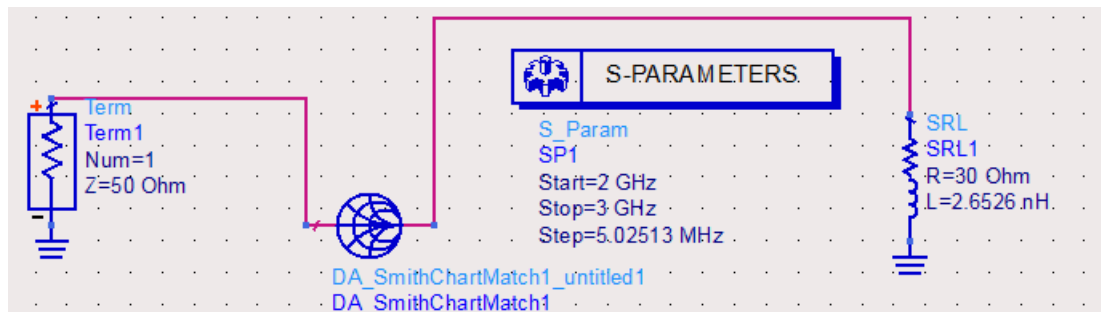 Term
Term1
Num=1
Z=50 Ohm
S-PARAMETERS
S_Param
SP1
Start=2 GHz
Stop=3 GHz
Step=5.02513 MHz
DA_SmithChartMatch1_untitled1
DA_SmithChartMatch1
SRL
SRL1
R=30 Ohm
L=2.6526 nH